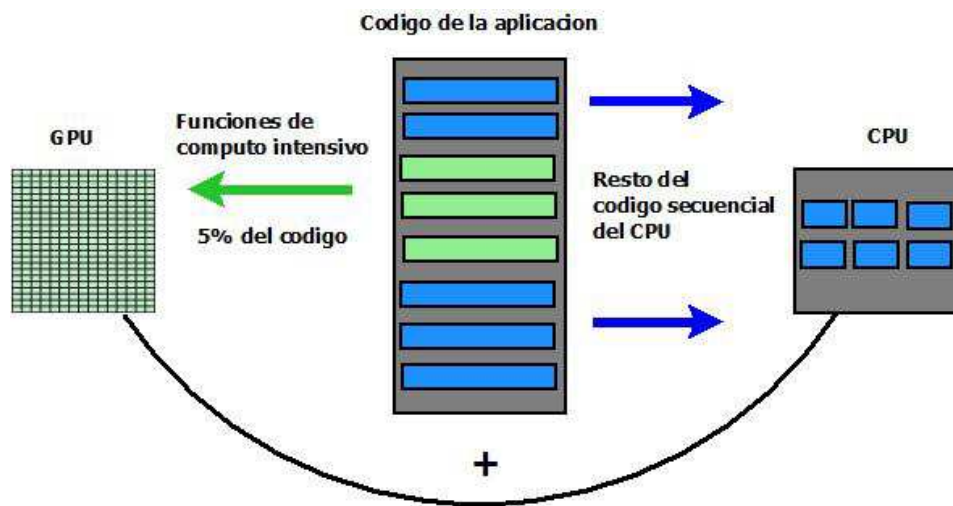 Codigo de la aplicacion
GPU
Funciones de
computo intensivo
5% del codigo
Resto del
codigo secuencial
del CPU
CPU
+